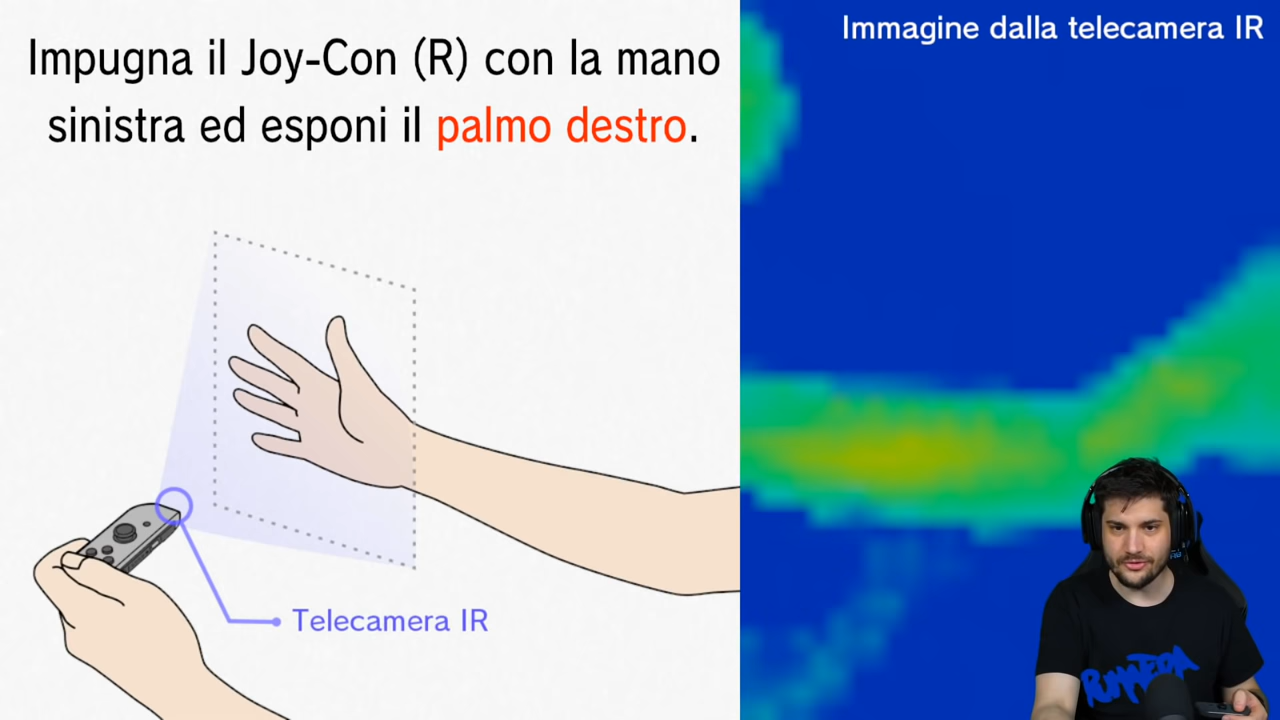 Impugna il Joy-Con (R) con la mano
sinistra ed esponi il palmo destro.
Immagine dalla telecamera IR
Telecamera IR